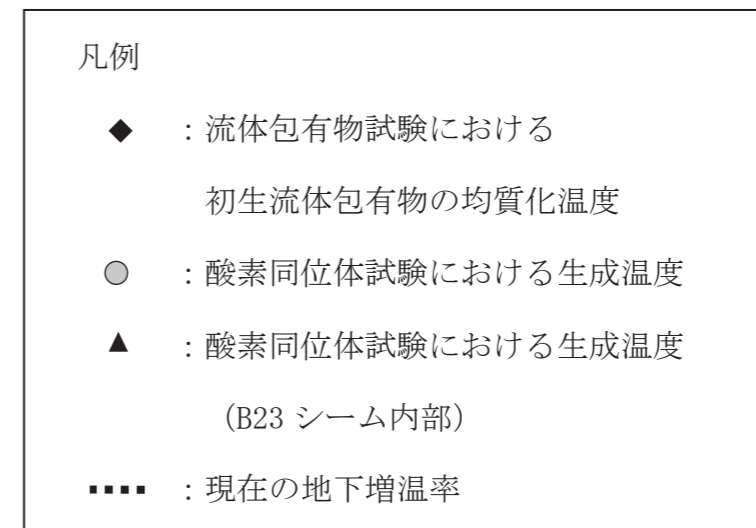 凡例
◆ ：流体包有物試験における
初生流体包有物の均質化温度
● ：酸素同位体試験における生成温度
▲ ：酸素同位体試験における生成温度
（B23 シーム内部）
▪▪▪▪ ：現在の地下増温率